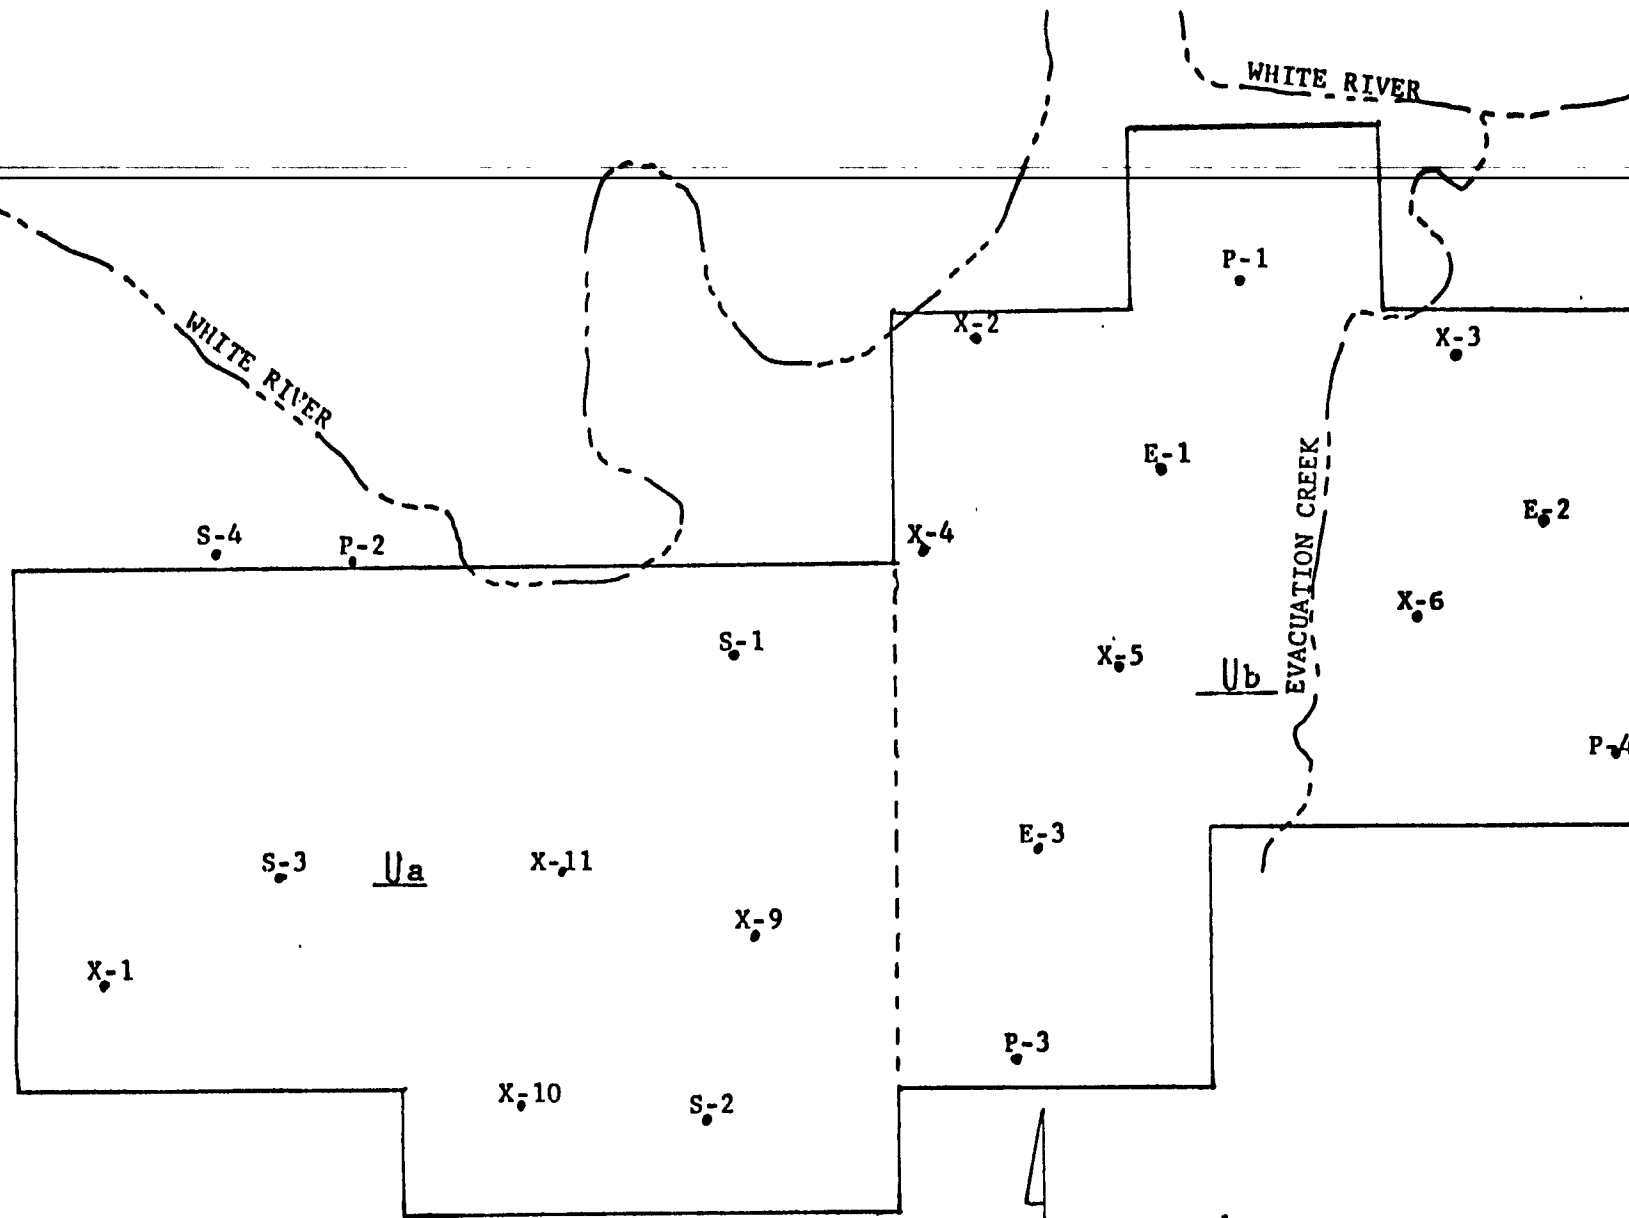 WHITE RIVER
P-1
X-2
X-3
WHITE RIVER
E-1
EVACUATION CREEK
E-2
S-4
P-2
X-4
X-6
S-1
X-5
Ub
P-4
E-3
S-3
Ua
X-11
X-9
X-1
P-3
X-10
S-2